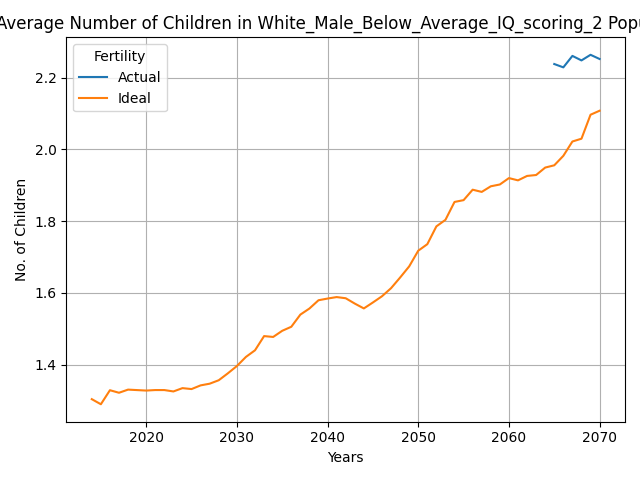 Average Number of Children in White_Male_Below_Average_IQ_scoring_2 Popu
Fertility
Actual
Ideal
2.2
2.0
1.8
1.6
1.4
No. of Children
2020 2030 2040 2050 2060 2070
Years